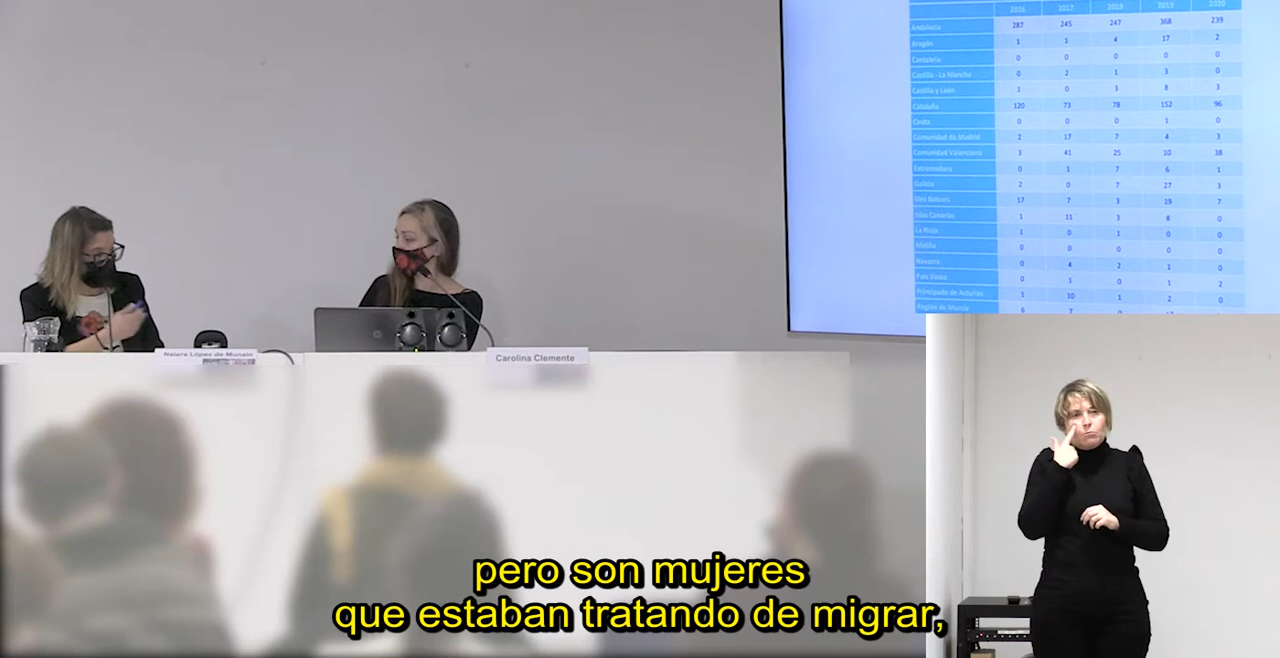 2016 2017 2018 2019 2020
Andalucía 287 245 247 368 239
Aragón 1 1 4 17 2
Cantabria 0 0 0 0 0
Castilla - La Mancha 0 2 1 3 0
Castilla y León 1 0 3 8 3
Cataluña 120 73 78 152 96
Ceuta 0 0 0 1 0
Comunidad de Madrid 2 17 7 4 3
Comunidad Valenciana 3 41 25 10 38
Extremadura 0 1 7 6 1
Galicia 2 0 7 27 3
Illes Balears 17 7 3 19 7
Islas Canarias 1 11 3 8 0
La Rioja 1 0 1 0 0
Melilla 0 0 0 0 0
Navarra 0 4 2 1 0
País Vasco 0 1 0 1 2
Principado de Asturias 1 10 1 2 0
Región de Murcia 6 7 0
Naiara López de Munain
Carolina Clemente
pero son mujeres
que estaban tratando de migrar,